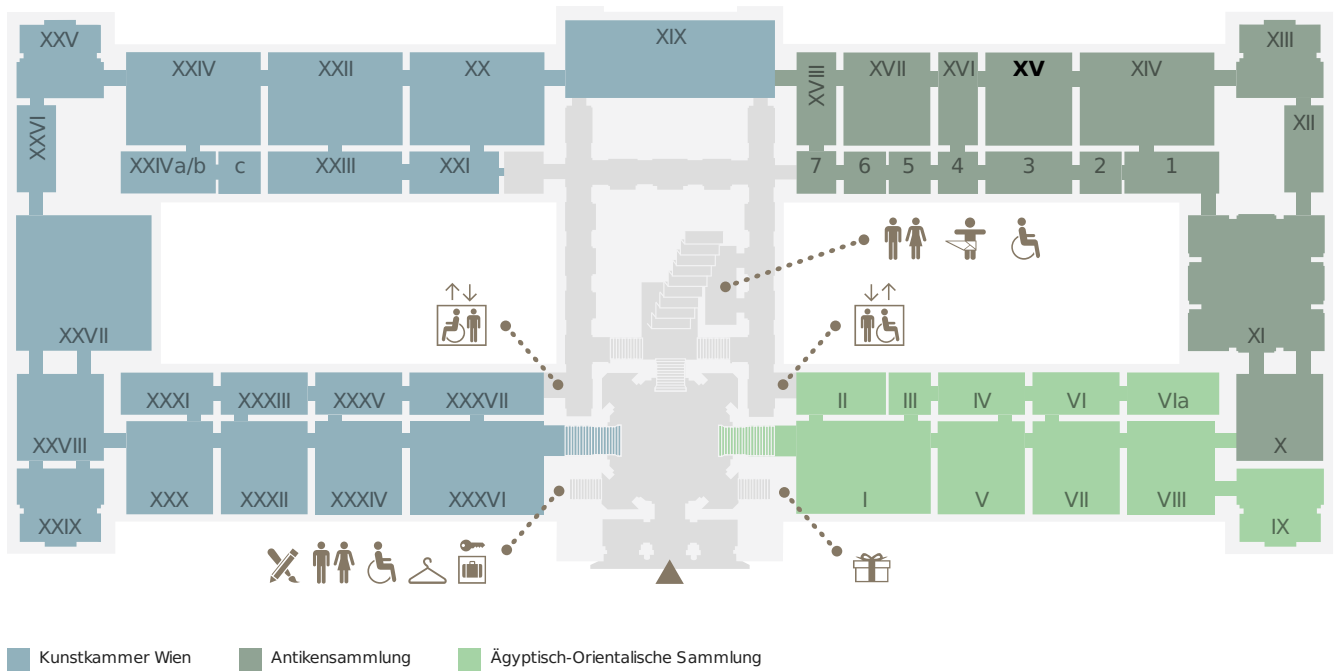 XXV
XXIV
XXII
XX
XIX
XVIII
XVII
XVI
XV
XIV
XIII
XXVI
XII
XXIVa/b
c
XXIII
XXI
7
6
5
4
3
2
1
XXVII
XI
XXXI
XXXIII
XXXV
XXXVII
II
III
IV
VI
VIa
XXVIII
X
XXX
XXXII
XXXIV
XXXVI
I
V
VII
VIII
XXIX
IX
Kunstkammer Wien
Antikensammlung
Ägyptisch-Orientalische Sammlung